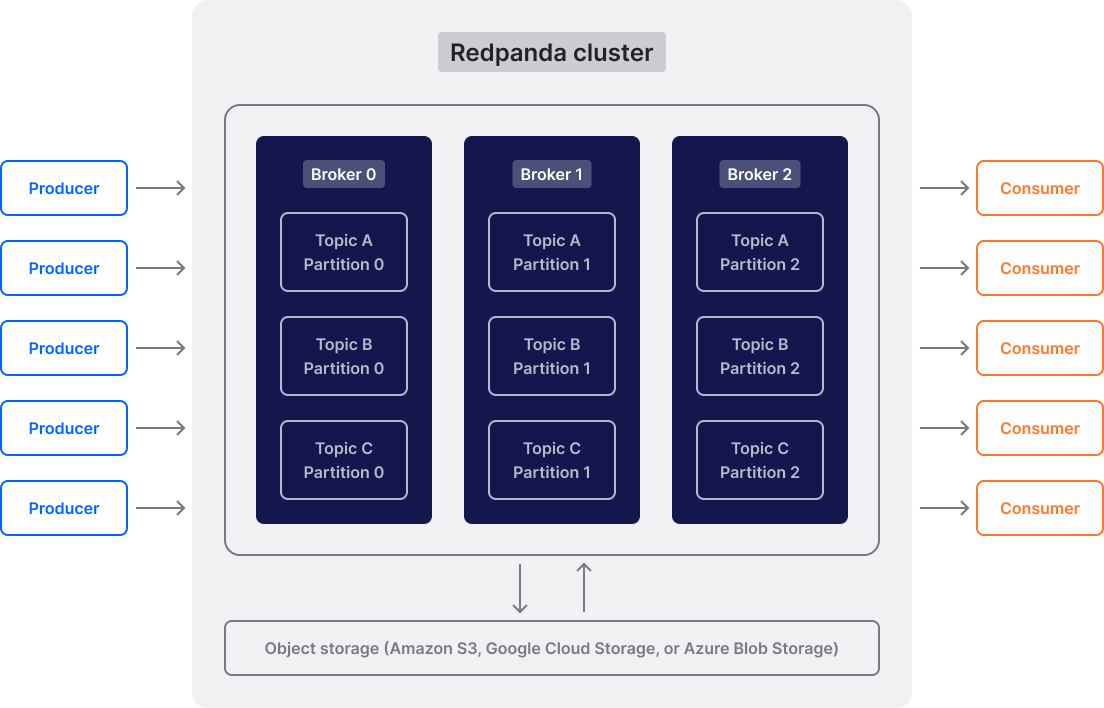 Redpanda cluster
Broker 0
Broker 1
Broker 2
Producer
Consumer
Topic A
Partition 0
Topic A
Partition 1
Topic A
Partition 2
Producer
Consumer
Topic B
Partition 0
Topic B
Partition 1
Topic B
Partition 2
Producer
Consumer
Producer
Consumer
Topic C
Partition 0
Topic C
Partition 1
Topic C
Partition 2
Producer
Consumer
Object storage (Amazon S3, Google Cloud Storage, or Azure Blob Storage)